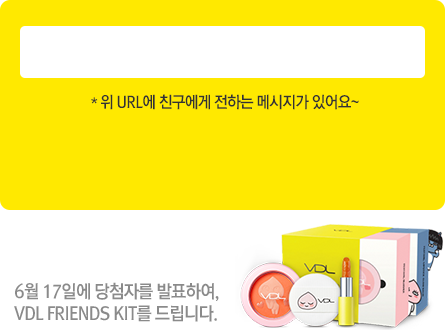 * 위 URL에 친구에게 전하는 메시지가 있어요~
6월 17일에 당첨자를 발표하여,
VDL FRIENDS KIT를 드립니다.
VDL
VDL
VDL